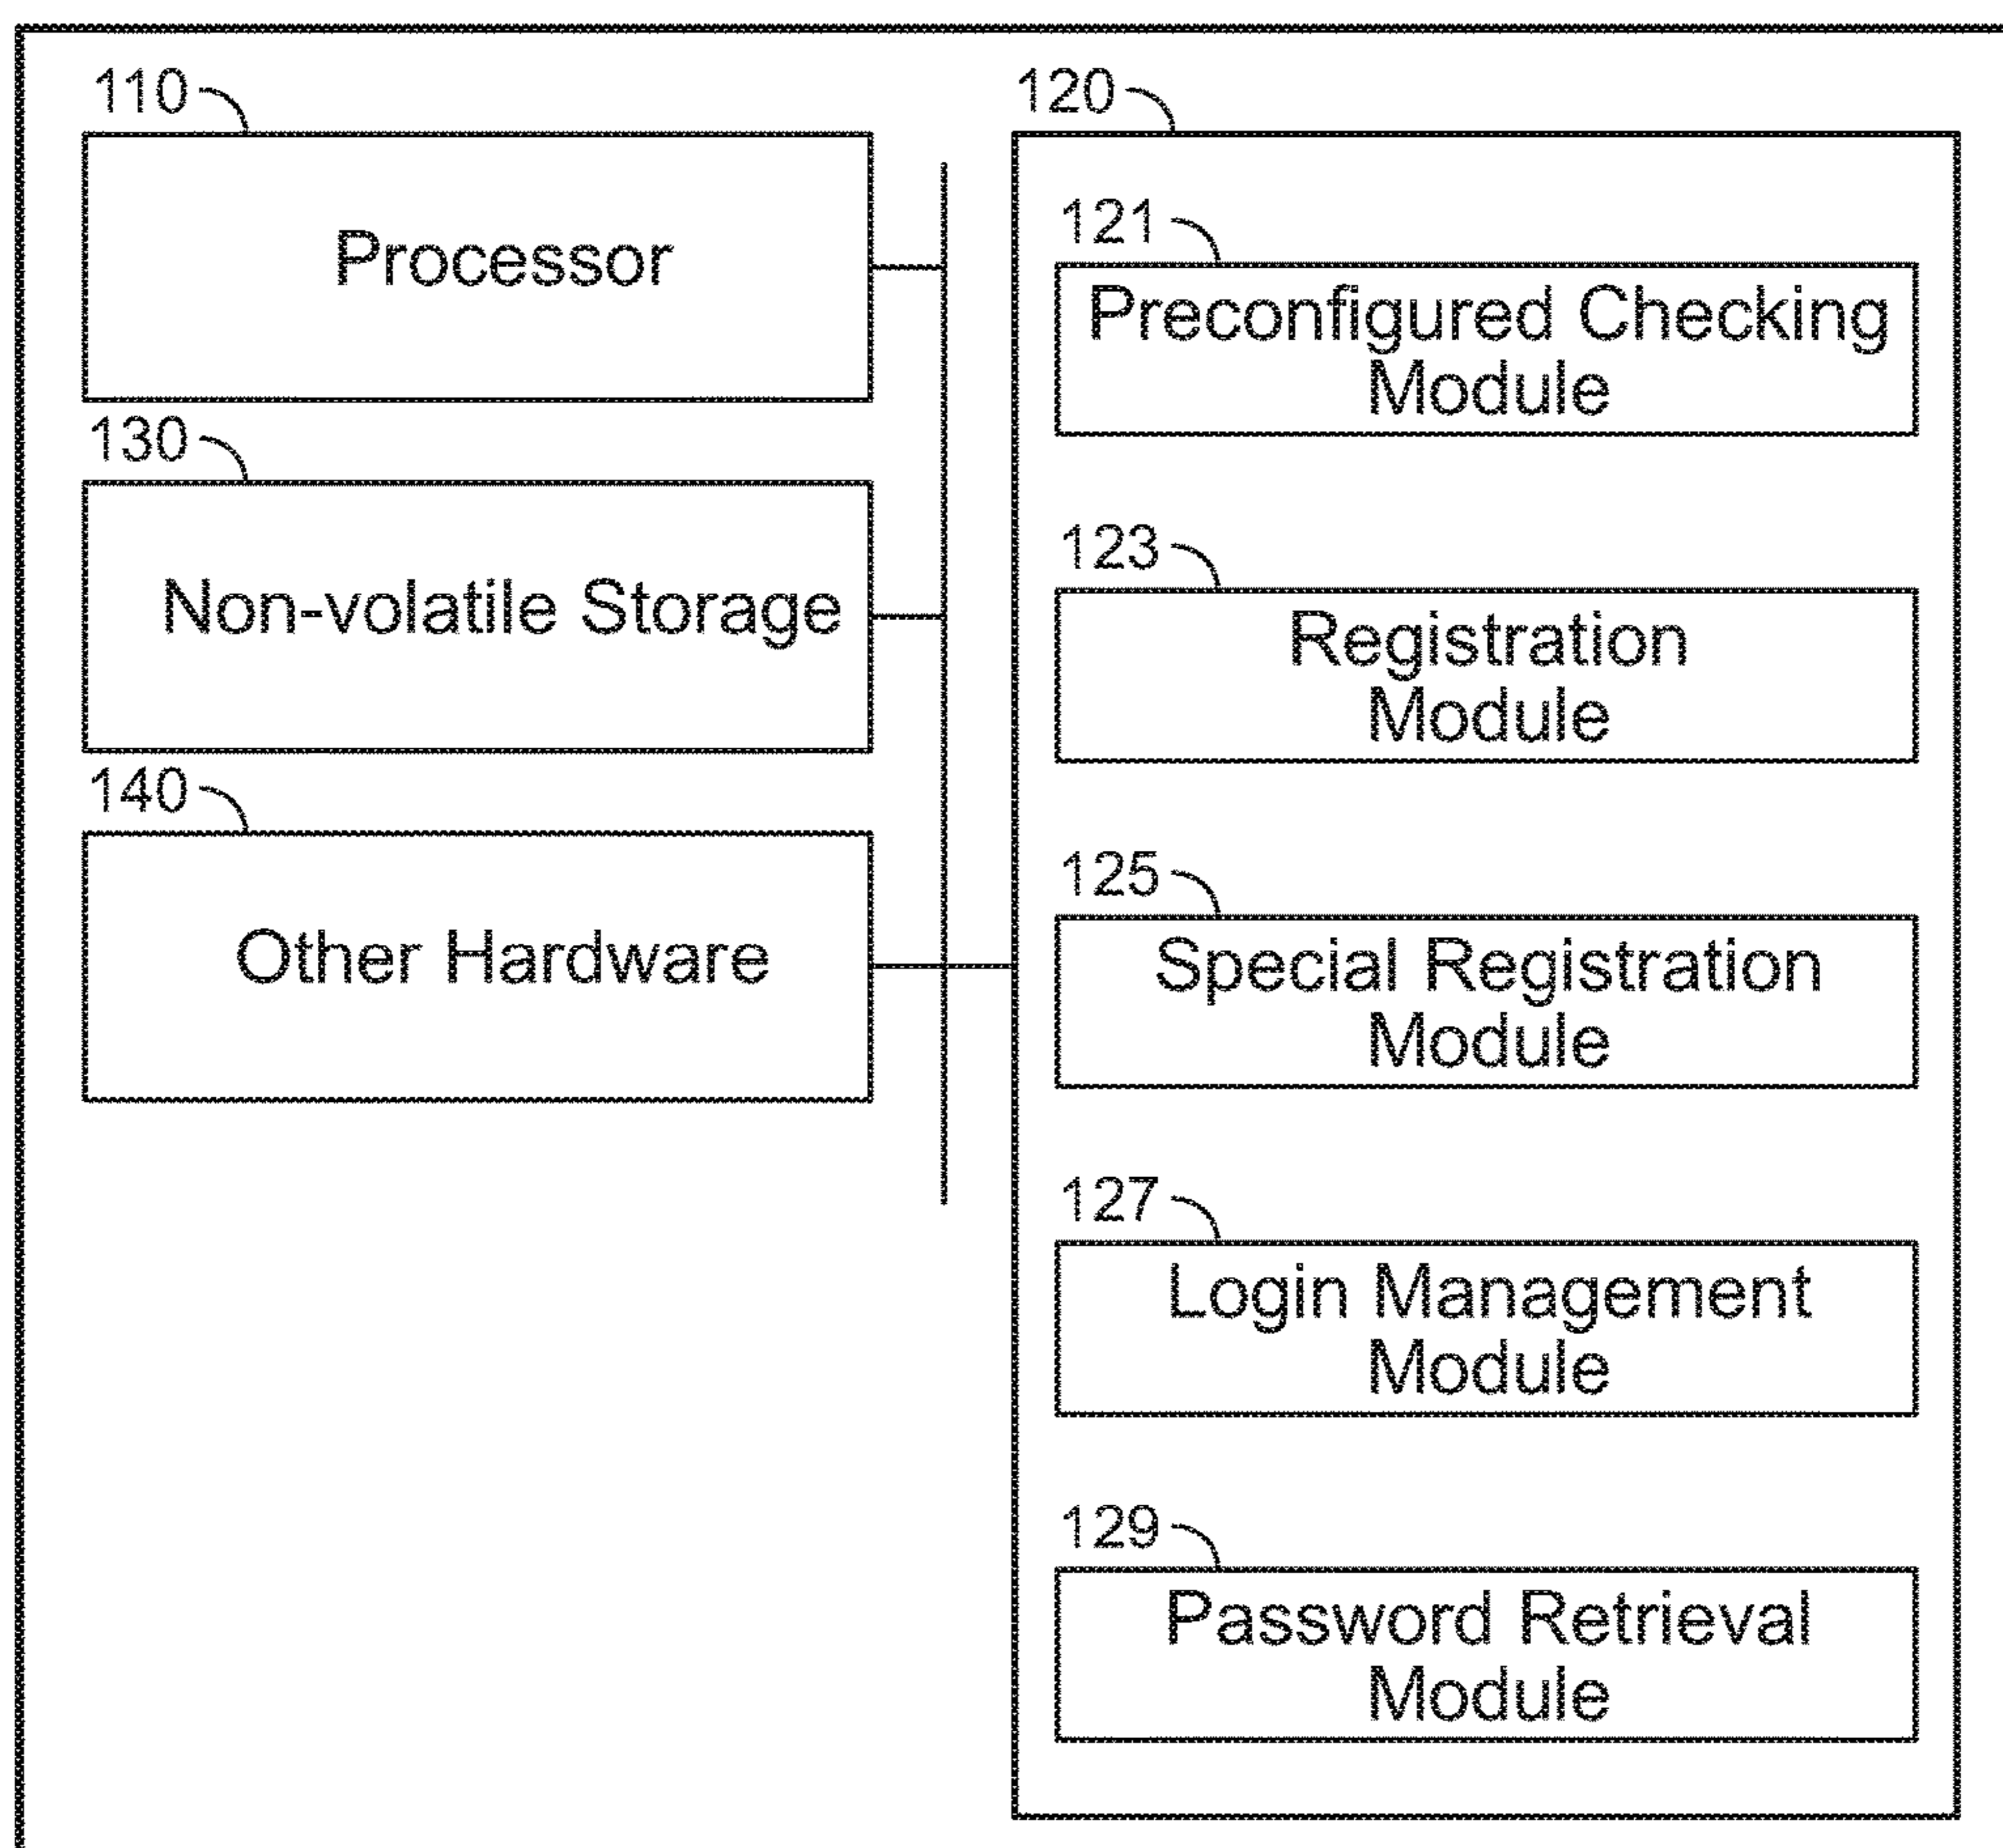 110
Processor
130
Non-volatile Storage
140
Other Hardware
120
121
Preconfigured Checking
Module
123
Registration
Module
125
Special Registration
Module
127
Login Management
Module
129
Password Retrieval
Module